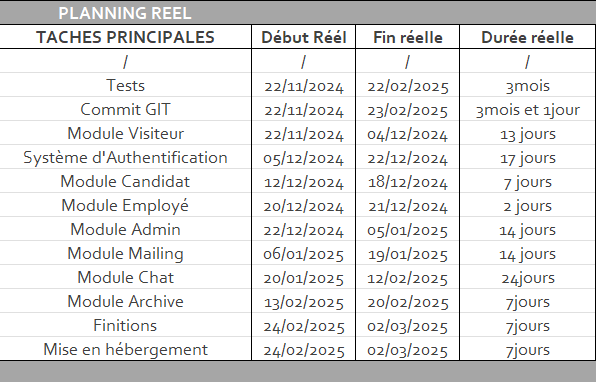 PLANNING REEL
TACHES PRINCIPALES Début Réél Fin réelle Durée réelle
/ / / /
Tests 22/11/2024 22/02/2025 3mois
Commit GIT 22/11/2024 23/02/2025 3mois et 1jour
Module Visiteur 22/11/2024 04/12/2024 13 jours
Système d'Authentification 05/12/2024 22/12/2024 17 jours
Module Candidat 12/12/2024 18/12/2024 7 jours
Module Employé 20/12/2024 21/12/2024 2 jours
Module Admin 22/12/2024 05/01/2025 14 jours
Module Mailing 06/01/2025 19/01/2025 14 jours
Module Chat 20/01/2025 12/02/2025 24jours
Module Archive 13/02/2025 20/02/2025 7jours
Finitions 24/02/2025 02/03/2025 7jours
Mise en hébergement 24/02/2025 02/03/2025 7jours